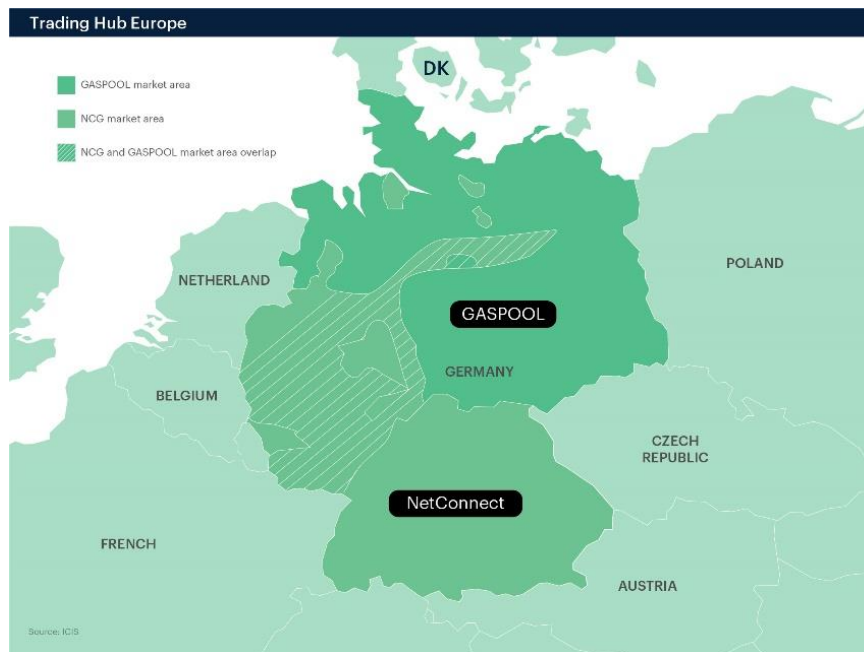 Trading Hub Europe
GASPOOL market area
NCG market area
NCG and GASPOOL market area overlap
DK
NETHERLAND
POLAND
GASPOOL
GERMANY
BELGIUM
CZECH
REPUBLIC
NetConnect
FRENCH
AUSTRIA
Source: ICIS